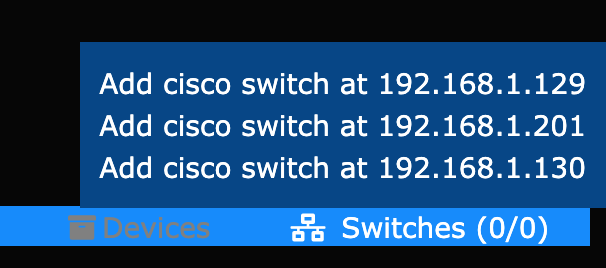 Add cisco switch at 192.168.1.129
Add cisco switch at 192.168.1.201
Add cisco switch at 192.168.1.130
Devices Switches (0/0)